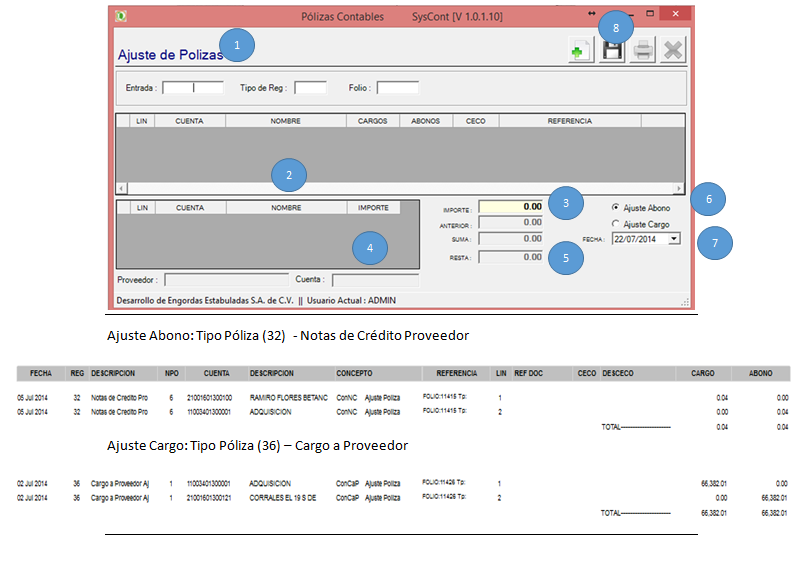 Pólizas Contables SysCont [V 1.0.1.10]
8
Ajuste de Polizas 1
Entrada : Tipo de Reg : Folio :
LIN CUENTA NOMBRE CARGOS ABONOS CECO REFERENCIA
2
LIN CUENTA NOMBRE IMPORTE
IMPORTE : 0.00 3
Ajuste Abono 6
ANTERIOR : 0.00
Ajuste Cargo
SUMA : 0.00
FECHA : 22/07/2014 7
4
RESTA : 0.00 5
Proveedor : Cuenta :
Desarrollo de Engordas Estabuladas S.A. de C.V. || Usuario Actual : ADMIN
Ajuste Abono: Tipo Póliza (32) - Notas de Crédito Proveedor
FECHA REG DESCRIPCION NPO CUENTA DESCRIPCION CONCEPTO REFERENCIA LIN REF DOC CECO DESCECO CARGO ABONO
05 Jul 2014 32 Notas de Credito Pro 6 21001601300100 RAMIRO FLORES BETANC ConNC Ajuste Poliza FOLIO:11415 Tp: 1 0.04 0.00
05 Jul 2014 32 Notas de Credito Pro 6 11003401300001 ADQUISICION ConNC Ajuste Poliza FOLIO:11415 Tp: 2 0.00 0.04
TOTAL---------------------- 0.04 0.04
Ajuste Cargo: Tipo Póliza (36) – Cargo a Proveedor
02 Jul 2014 36 Cargo a Proveedor Aj 1 11003401300001 ADQUISICION ConCaP Ajuste Poliza FOLIO:11426 Tp: 1 66,382.01 0.00
02 Jul 2014 36 Cargo a Proveedor Aj 1 21001601300121 CORRALES EL 19 S DE ConCaP Ajuste Poliza FOLIO:11426 Tp: 2 0.00 66,382.01
TOTAL---------------------- 66,382.01 66,382.01